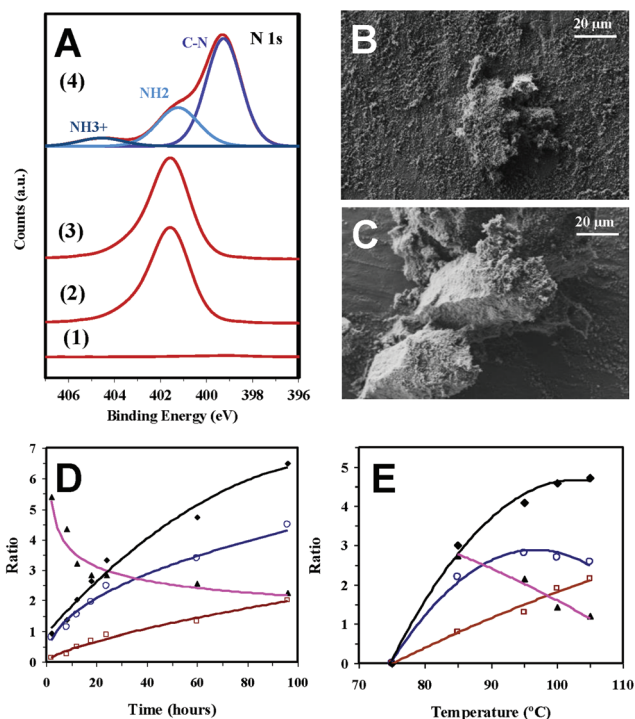 A
N 1s
C-N
(4)
NH2
NH3+
(3)
(2)
(1)
Counts (a.u.)
406 404 402 400 398 396
Binding Energy (eV)
B
20 μm
C
20 μm
D
7
6
5
4
3
2
1
0
Ratio
0 20 40 60 80 100
Time (hours)
E
5
4
3
2
1
0
Ratio
70 80 90 100 110
Temperature (ºC)